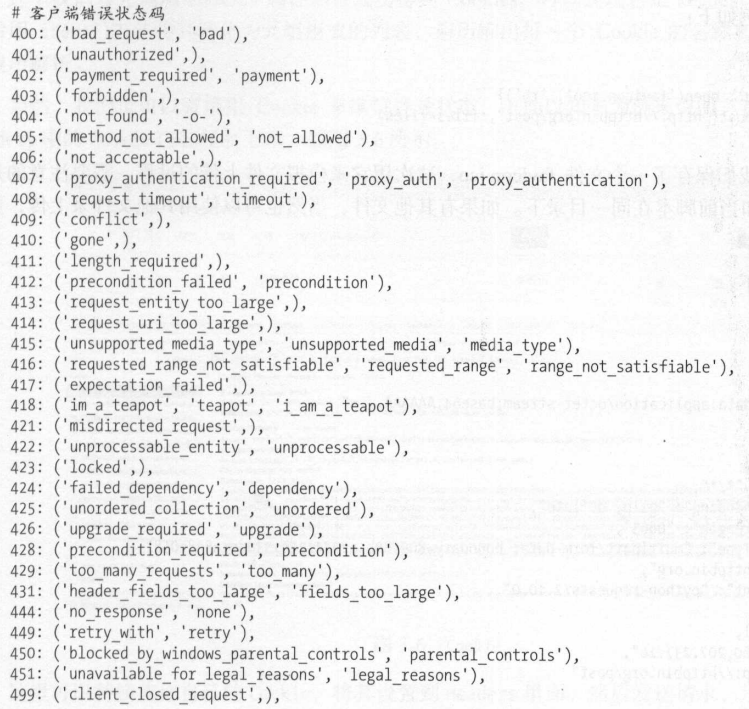 # 客户端错误状态码
400: ('bad_request', 'bad'),
401: ('unauthorized',),
402: ('payment_required', 'payment'),
403: ('forbidden',),
404: ('not_found', '-o-'),
405: ('method_not_allowed', 'not_allowed'),
406: ('not_acceptable',),
407: ('proxy_authentication_required', 'proxy_auth', 'proxy_authentication'),
408: ('request_timeout', 'timeout'),
409: ('conflict',),
410: ('gone',),
411: ('length_required',),
412: ('precondition_failed', 'precondition'),
413: ('request_entity_too_large',),
414: ('request_uri_too_large',),
415: ('unsupported_media_type', 'unsupported_media', 'media_type'),
416: ('requested_range_not_satisfiable', 'requested_range', 'range_not_satisfiable'),
417: ('expectation_failed',),
418: ('im_a_teapot', 'teapot', 'i_am_a_teapot'),
421: ('misdirected_request',),
422: ('unprocessable_entity', 'unprocessable'),
423: ('locked',),
424: ('failed_dependency', 'dependency'),
425: ('unordered_collection', 'unordered'),
426: ('upgrade_required', 'upgrade'),
428: ('precondition_required', 'precondition'),
429: ('too_many_requests', 'too_many'),
431: ('header_fields_too_large', 'fields_too_large'),
444: ('no_response', 'none'),
449: ('retry_with', 'retry'),
450: ('blocked_by_windows_parental_controls', 'parental_controls'),
451: ('unavailable_for_legal_reasons', 'legal_reasons'),
499: ('client_closed_request',),